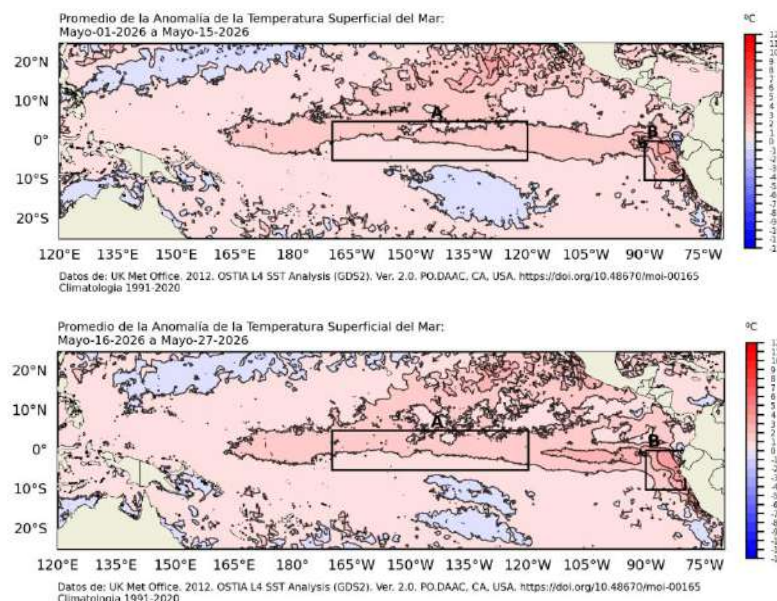 Promedio de la Anomalía de la Temperatura Superficial del Mar:
Mayo-01-2026 a Mayo-15-2026
ºC
20°N
10°N
0°
10°S
20°S
A
B
120°E 135°E 150°E 165°E 180° 165°W 150°W 135°W 120°W 105°W 90°W 75°W
Datos de: UK Met Office. 2012. OSTIA L4 SST Analysis (GDS2). Ver. 2.0. PO.DAAC, CA, USA. https://doi.org/10.48670/moi-00165
Climatologia 1991-2020
Promedio de la Anomalía de la Temperatura Superficial del Mar:
Mayo-16-2026 a Mayo-27-2026
ºC
20°N
10°N
0°
10°S
20°S
A
B
120°E 135°E 150°E 165°E 180° 165°W 150°W 135°W 120°W 105°W 90°W 75°W
Datos de: UK Met Office. 2012. OSTIA L4 SST Analysis (GDS2). Ver. 2.0. PO.DAAC, CA, USA. https://doi.org/10.48670/moi-00165
Climatologia 1991-2020